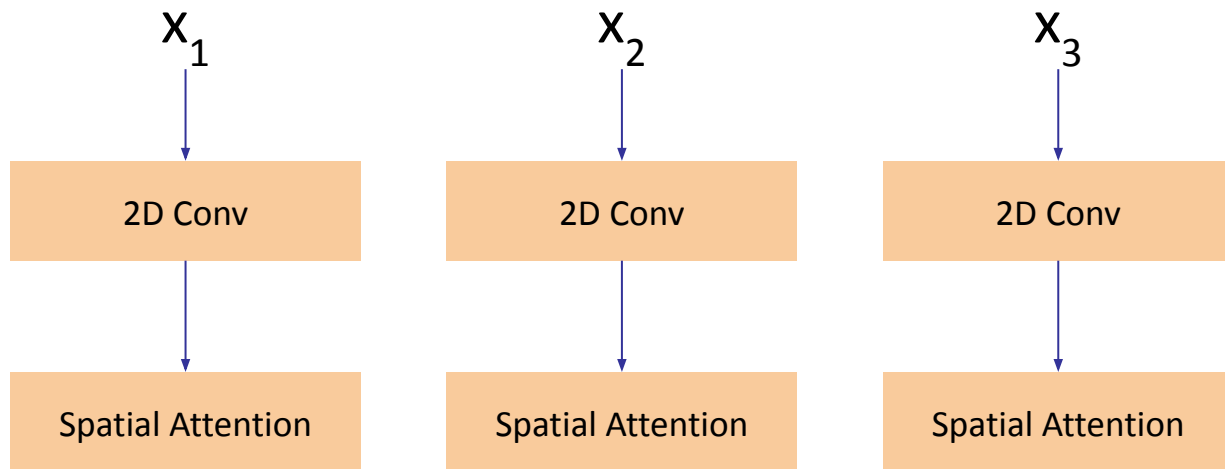 x₁ x₂ x₃
2D Conv 2D Conv 2D Conv
Spatial Attention Spatial Attention Spatial Attention